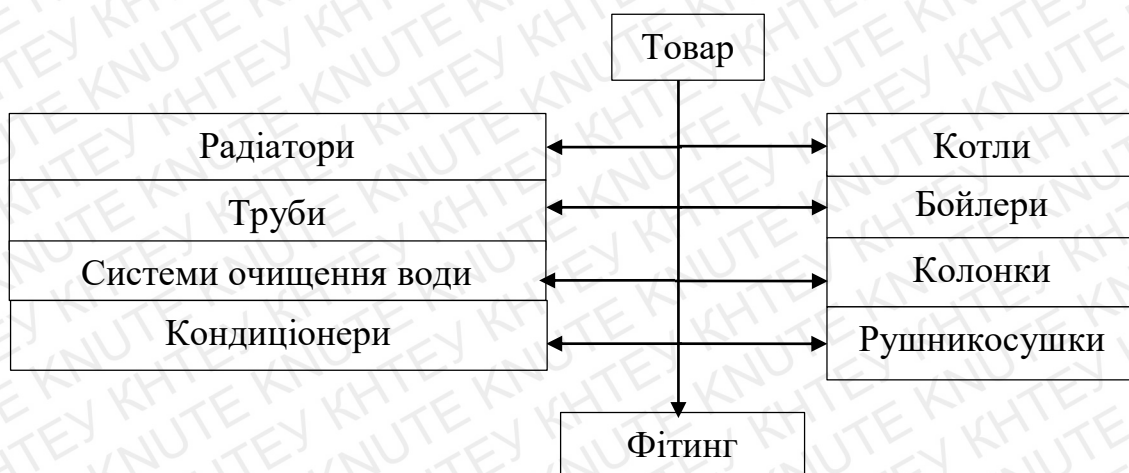 Товар
Радіатори
Котли
Труби
Бойлери
Системи очищення води
Колонки
Кондиціонери
Рушникосушки
Фітинг